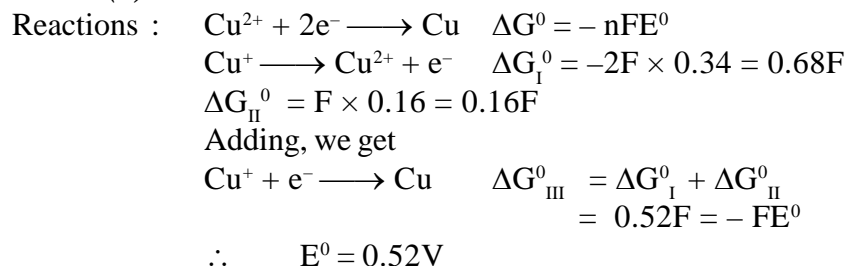 Reactions : Cu²⁺ + 2e⁻ ⟶ Cu ΔG⁰ = – nFE⁰
Cu⁺ ⟶ Cu²⁺ + e⁻ ΔG_I⁰ = –2F × 0.34 = 0.68F
ΔG_II⁰ = F × 0.16 = 0.16F
Adding, we get
Cu⁺ + e⁻ ⟶ Cu ΔG⁰_III = ΔG⁰_I + ΔG⁰_II
= 0.52F = – FE⁰
∴ E⁰ = 0.52V